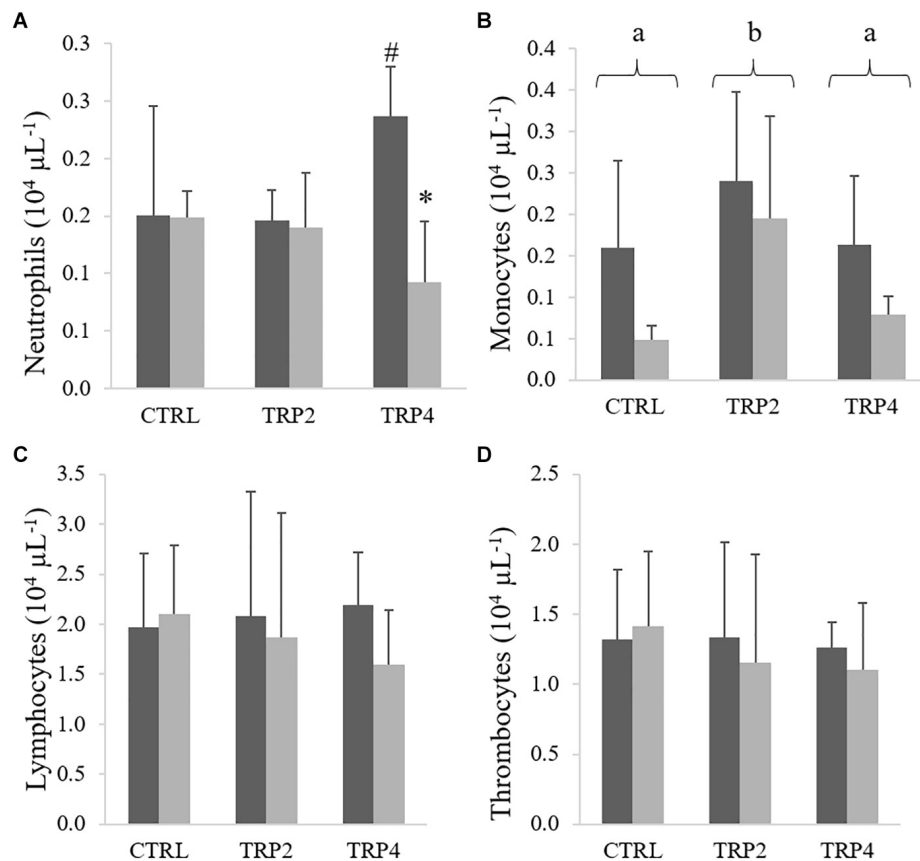 A
Neutrophils (10⁴ µL⁻¹)
0.3
0.3
0.2
0.2
0.1
0.1
0.0
#
*
CTRL TRP2 TRP4
B
Monocytes (10⁴ µL⁻¹)
0.4
0.4
0.3
0.3
0.2
0.2
0.1
0.1
0.0
a b a
CTRL TRP2 TRP4
C
Lymphocytes (10⁴ µL⁻¹)
3.5
3.0
2.5
2.0
1.5
1.0
0.5
0.0
CTRL TRP2 TRP4
D
Thrombocytes (10⁴ µL⁻¹)
2.5
2.0
1.5
1.0
0.5
0.0
CTRL TRP2 TRP4